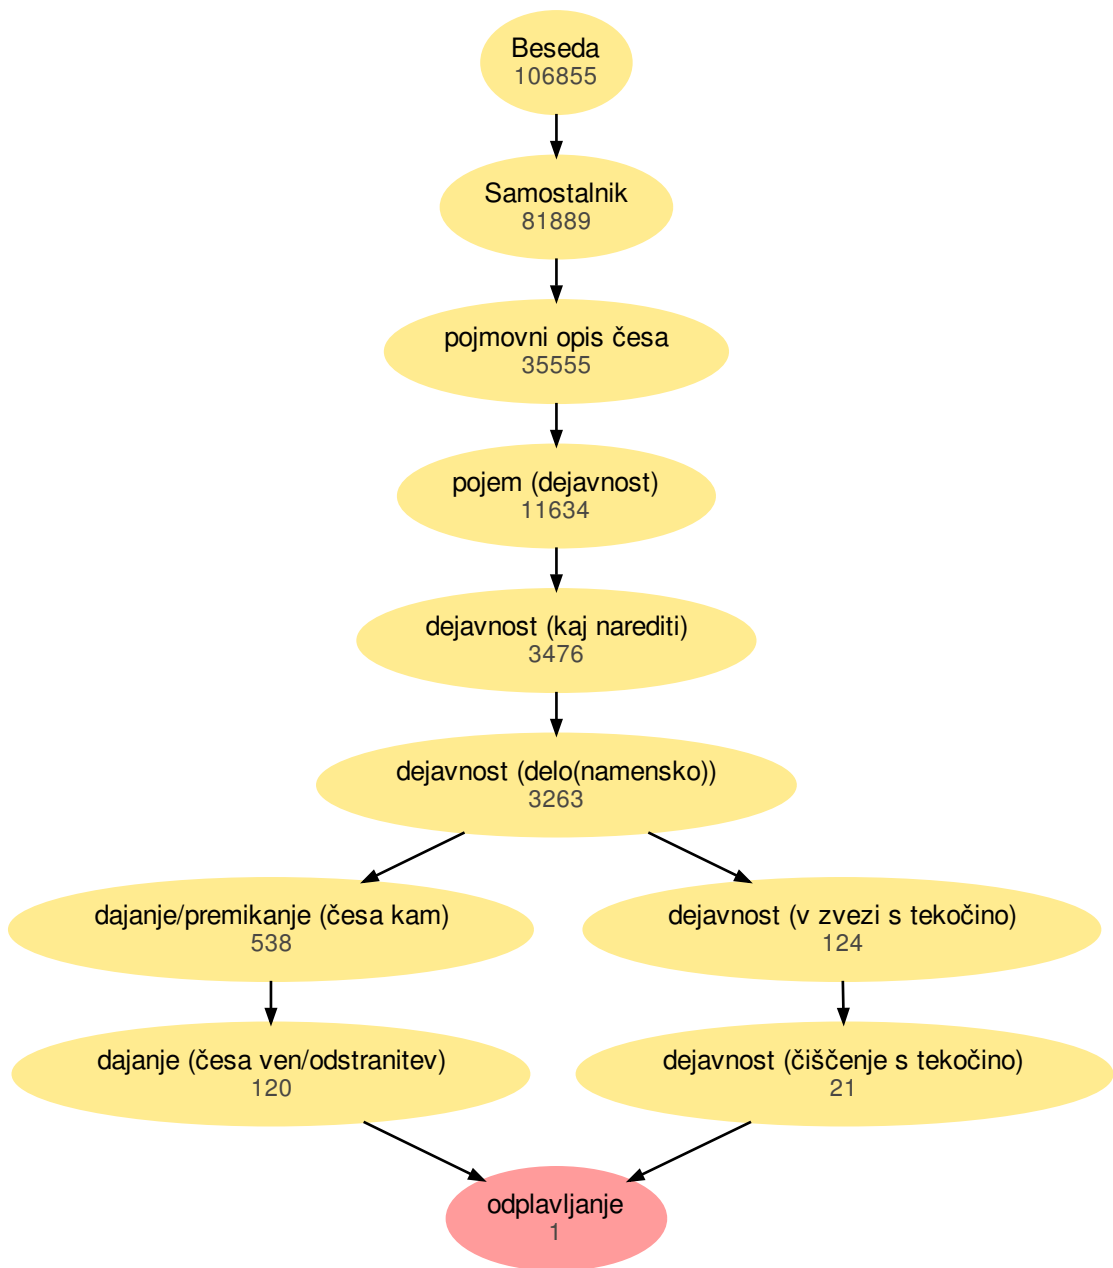 Beseda
106855
Samostalnik
81889
pojmovni opis česa
35555
pojem (dejavnost)
11634
dejavnost (kaj narediti)
3476
dejavnost (delo(namensko))
3263
dajanje/premikanje (česa kam)
538
dejavnost (v zvezi s tekočino)
124
dajanje (česa ven/odstranitev)
120
dejavnost (čiščenje s tekočino)
21
odplavljanje
1